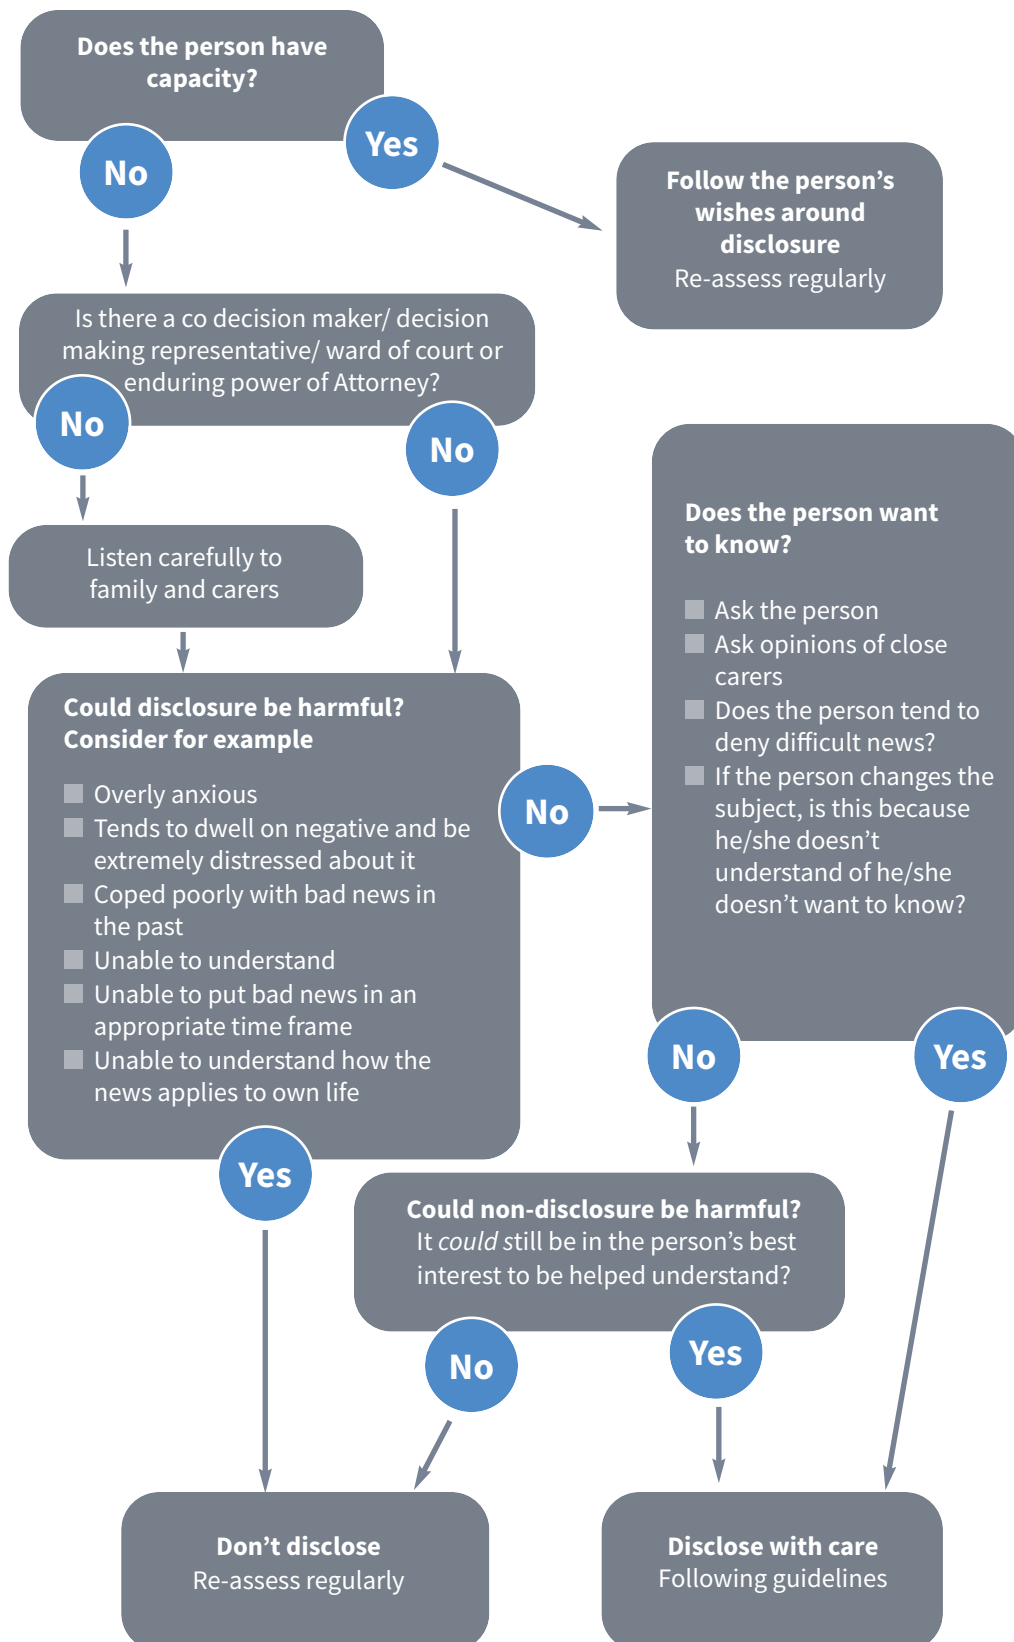 Does the person have
capacity?
No
Yes
Follow the person’s
wishes around
disclosure
Re-assess regularly
Is there a co decision maker/ decision
making representative/ ward of court or
enduring power of Attorney?
No
No
Listen carefully to
family and carers
Could disclosure be harmful?
Consider for example
Overly anxious
Tends to dwell on negative and be
extremely distressed about it
Coped poorly with bad news in
the past
Unable to understand
Unable to put bad news in an
appropriate time frame
Unable to understand how the
news applies to own life
No
Yes
Does the person want
to know?
Ask the person
Ask opinions of close
carers
Does the person tend to
deny difficult news?
If the person changes the
subject, is this because
he/she doesn’t
understand of he/she
doesn’t want to know?
No
Yes
Could non-disclosure be harmful?
It could still be in the person’s best
interest to be helped understand?
No
Yes
Don’t disclose
Re-assess regularly
Disclose with care
Following guidelines